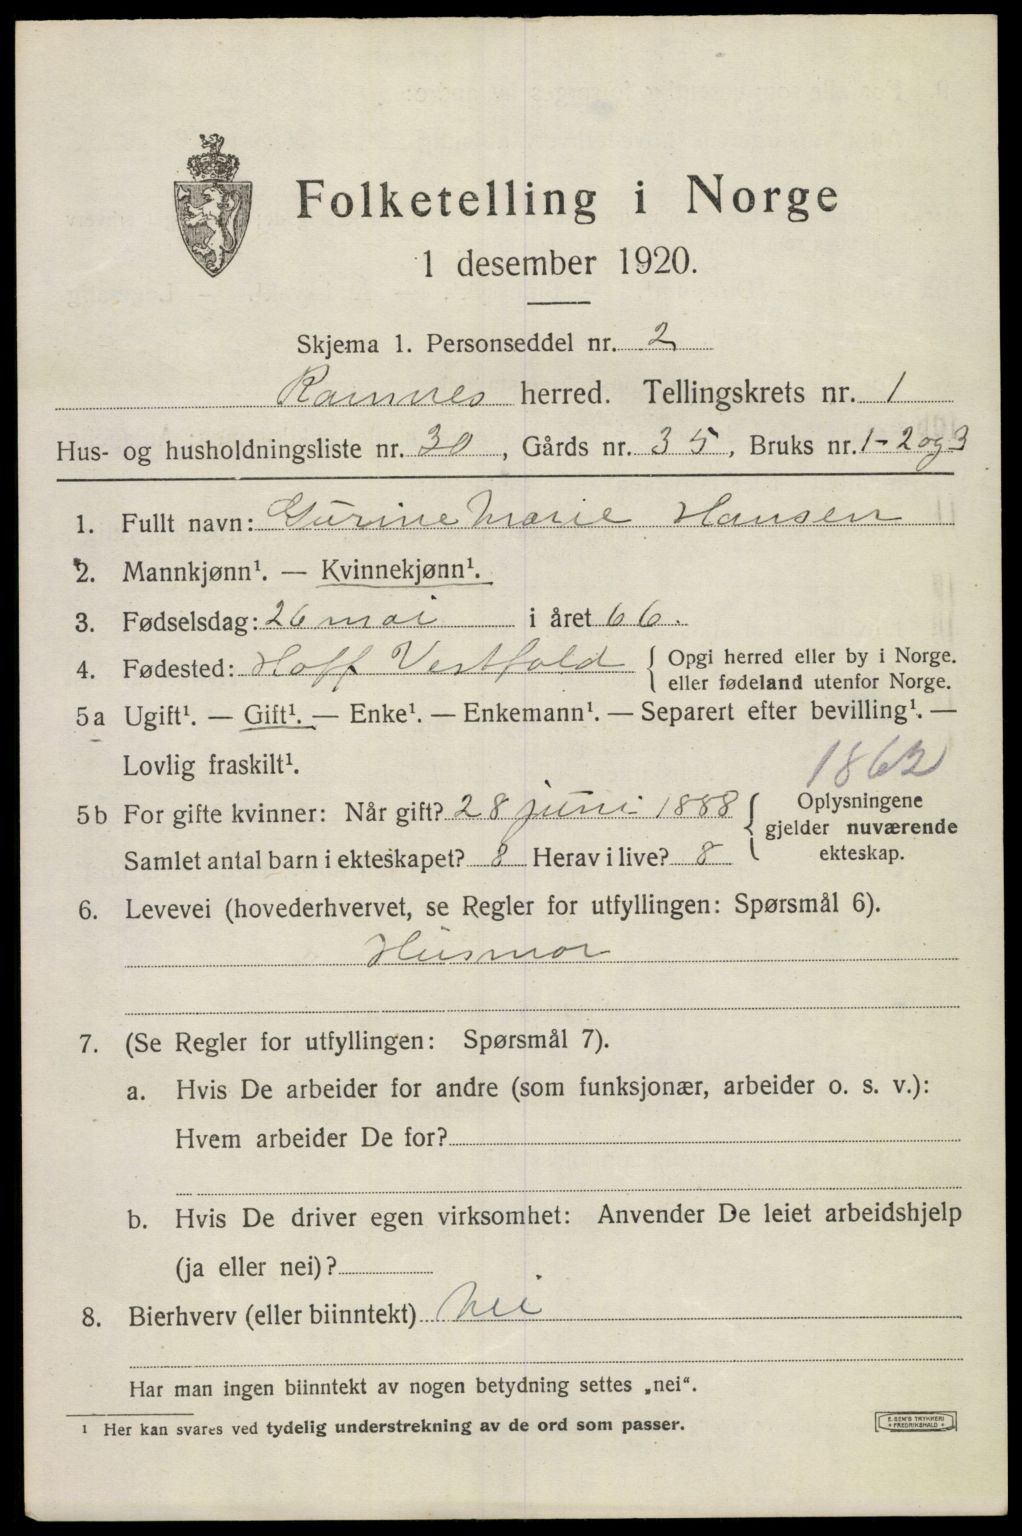 Folketelling i Norge
1 desember 1920.
Skjema 1. Personseddel nr. 2
Ramnes herred. Tellingskrets nr. 1
Hus- og husholdningsliste nr. 30, Gårds nr. 35, Bruks nr. 1-2 og 3
1. Fullt navn: Gurine Marie Hansen
2. Mannkjønn¹. — Kvinnekjønn¹.
3. Fødselsdag: 26 mai i året 66.
4. Fødested: Hoff Vestfold { Opgi herred eller by i Norge.
eller fødeland utenfor Norge.
5a Ugift¹. — Gift¹. — Enke¹. — Enkemann¹. — Separert efter bevilling¹. —
Lovlig fraskilt¹.
1862
5b For gifte kvinner: Når gift? 28 juni 1888 { Oplysningene
gjelder nuværende
Samlet antal barn i ekteskapet? 8 Herav i live? 8 ekteskap.
6. Levevei (hovederhvervet, se Regler for utfyllingen: Spørsmål 6).
Husmor
7. (Se Regler for utfyllingen: Spørsmål 7).
a. Hvis De arbeider for andre (som funksjonær, arbeider o. s. v.):
Hvem arbeider De for?
b. Hvis De driver egen virksomhet: Anvender De leiet arbeidshjelp
(ja eller nei)?
8. Bierhverv (eller biinntekt) Nei
Har man ingen biinntekt av nogen betydning settes „nei".
¹ Her kan svares ved tydelig understrekning av de ord som passer.
E. SEM'S TRYKKERI
FREDRIKSHALD